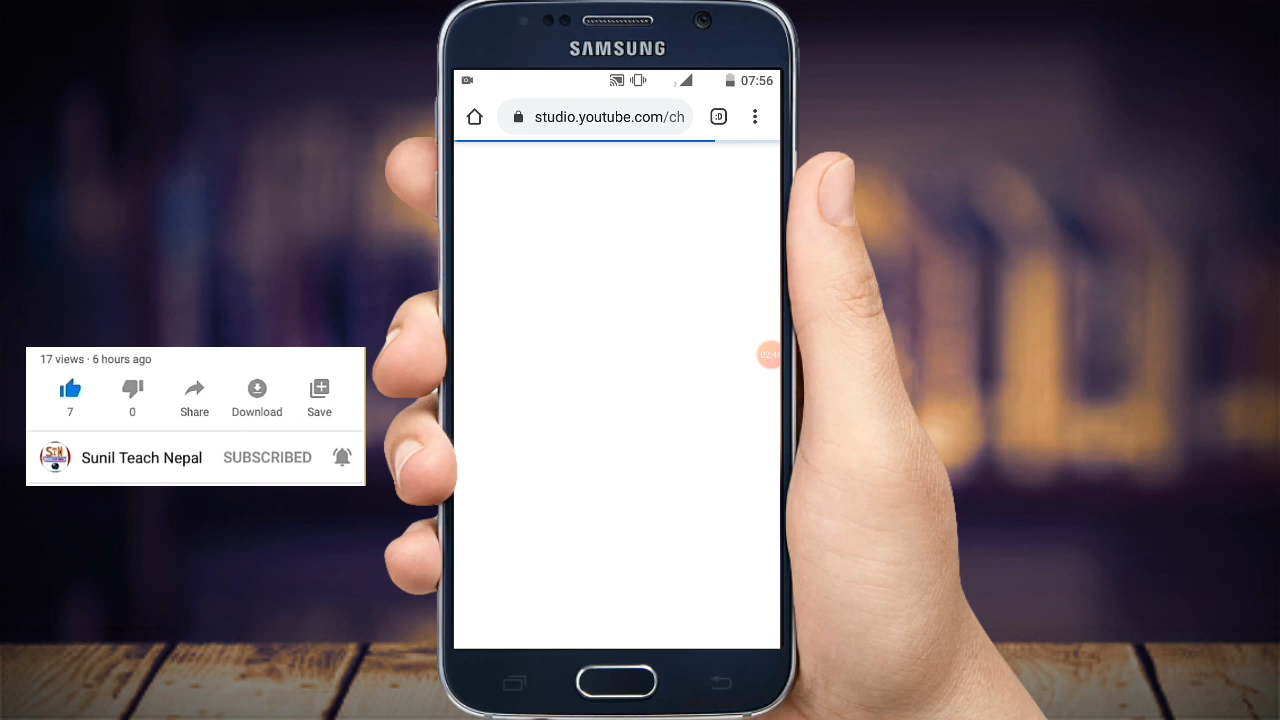 SAMSUNG
07:56
studio.youtube.com/ch
:D
17 views · 6 hours ago
7
0
Share
Download
Save
Sunil Teach Nepal
SUBSCRIBED